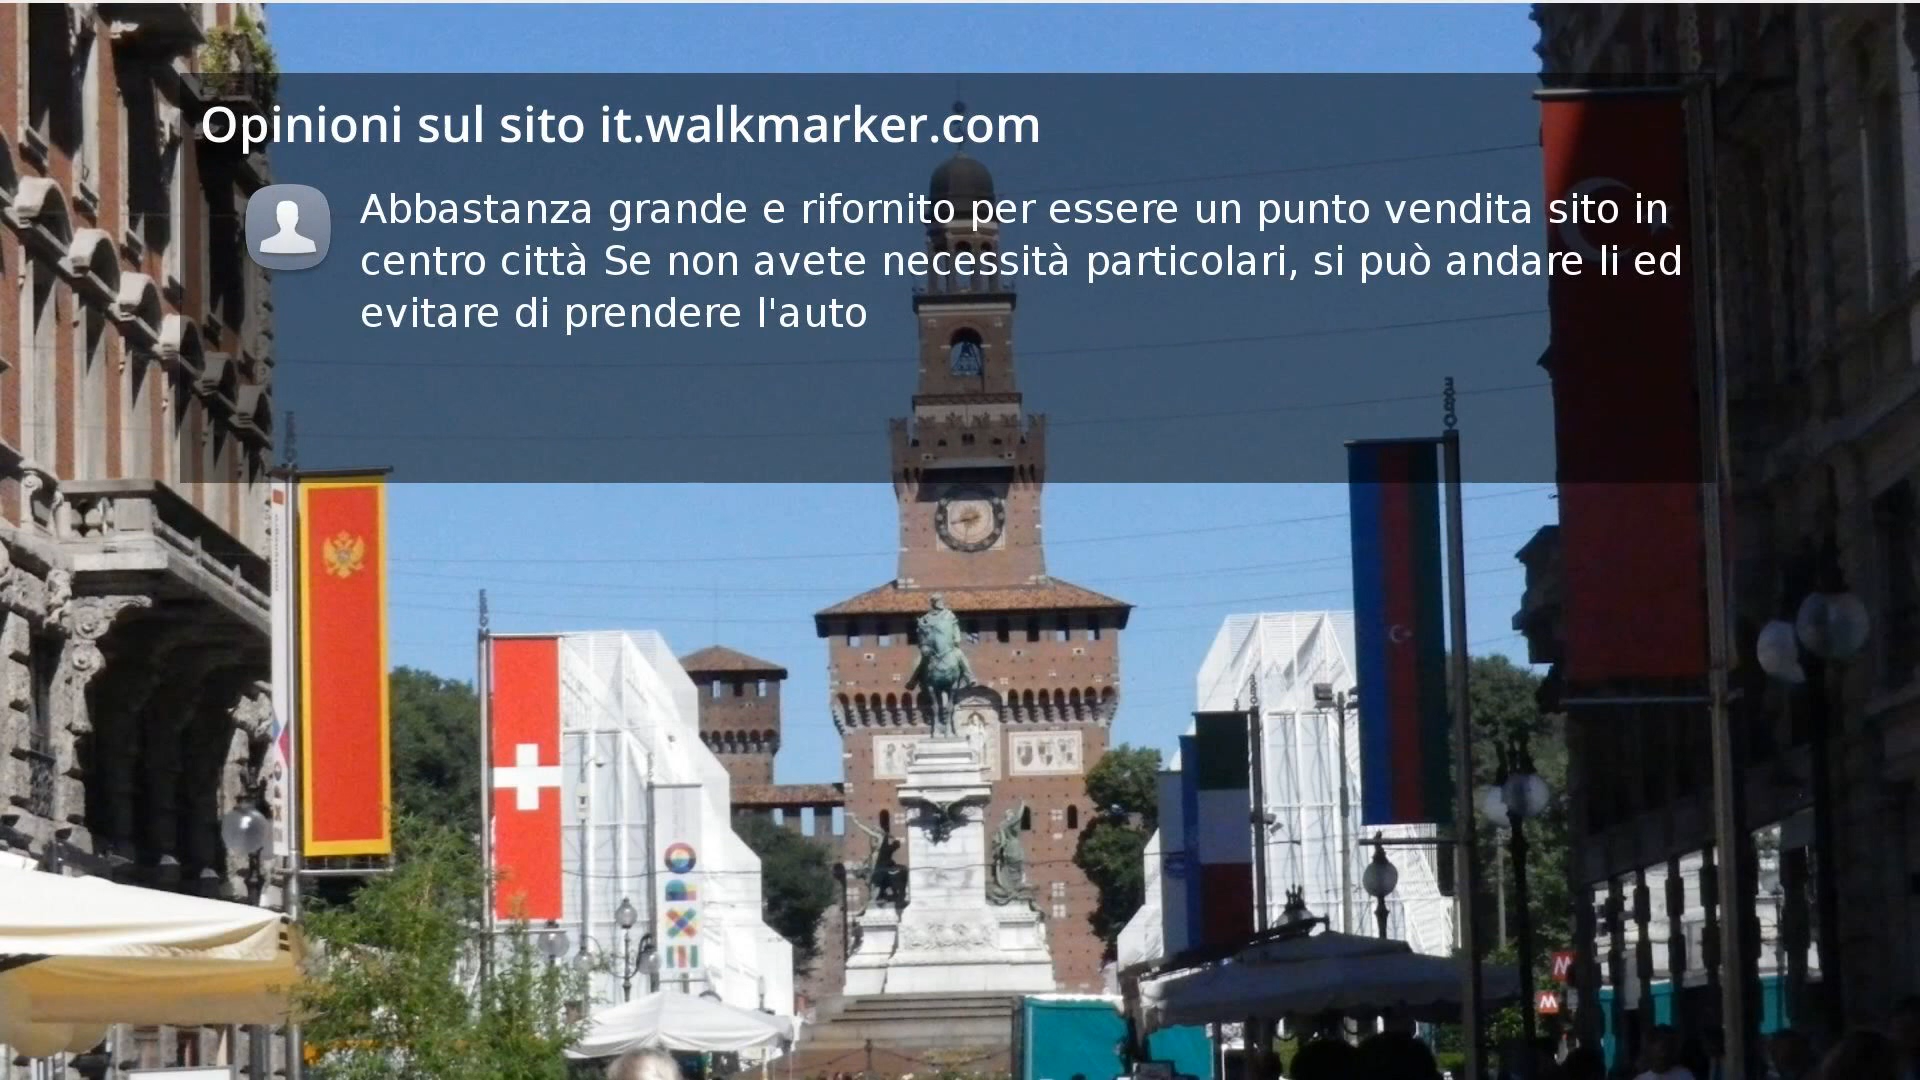 Opinioni sul sito it.walkmarker.com
Abbastanza grande e rifornito per essere un punto vendita sito in
centro città Se non avete necessità particolari, si può andare li ed
evitare di prendere l'auto
EXPO
M
M